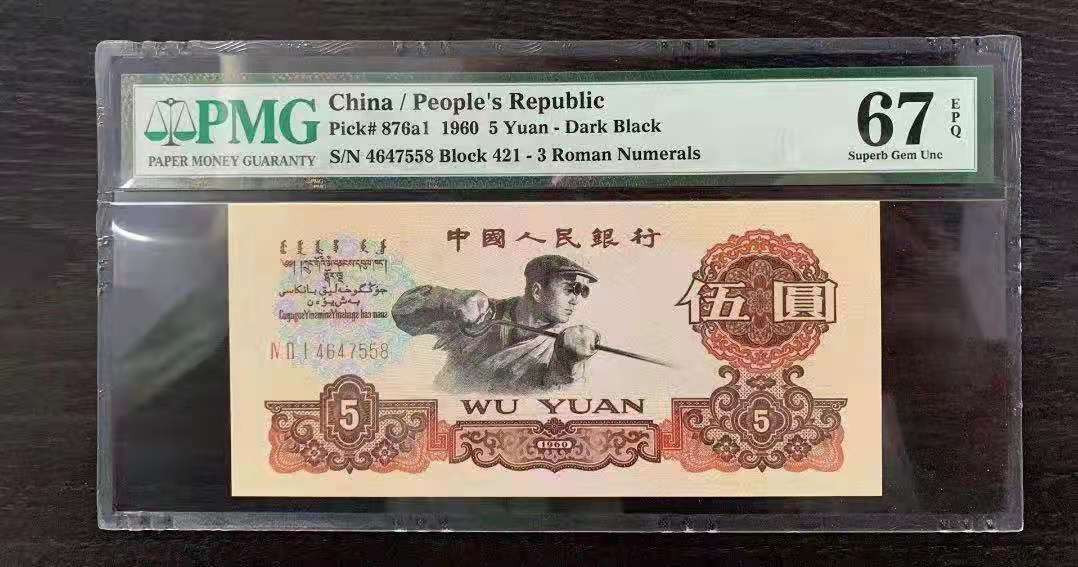 PMG
PAPER MONEY GUARANTY
China / People's Republic
Pick# 876a1 1960 5 Yuan - Dark Black
S/N 4647558 Block 421 - 3 Roman Numerals
67
EPQ
Superb Gem Unc
中國人民銀行
伍圓
Ⅳ Ⅱ Ⅰ 4647558
5
WU YUAN
1960
5